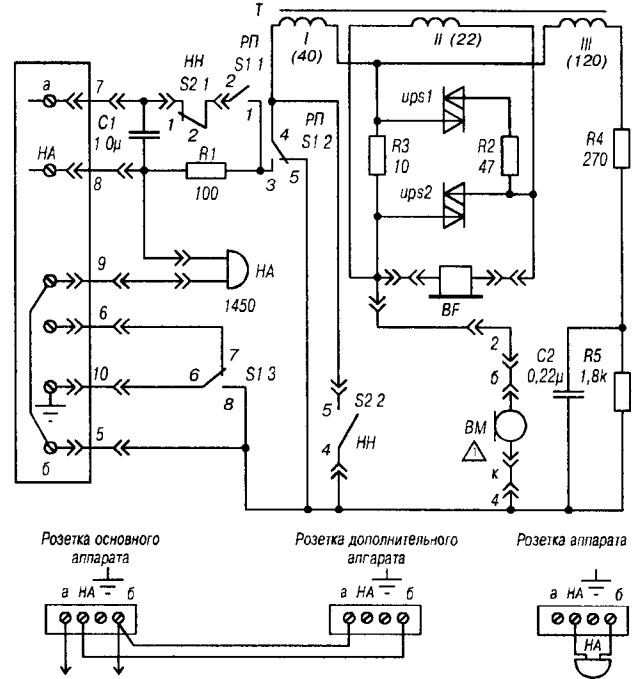 Т
I
(40)
II (22)
III
(120)
РП
S1 1
НН
S2 1
а
7
2
1
2
1
C1
1 0μ
НА
8
R1
100
4
3
5
РП
S1 2
ups1
R3
10
R2
47
ups2
R4
270
9
НА
1450
BF
6
7
10
6
S1 3
8
2
б
C2
0,22μ
R5
1,8k
5
S2 2
4
НН
ВМ
1
к
4
б
5
Розетка основного
аппарата
а НА б
Розетка дополнительного
аппарата
а НА б
Розетка аппарата
а НА б
НА